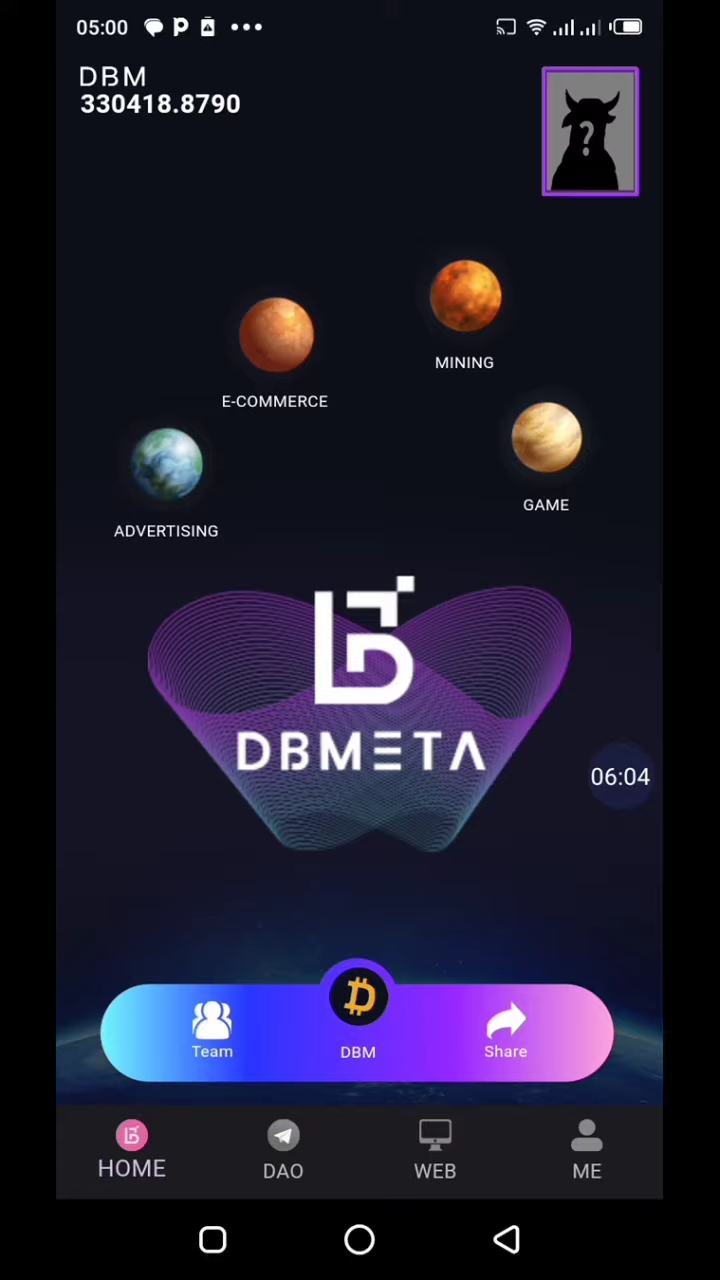 05:00
DBM
330418.8790
?
MINING
E-COMMERCE
GAME
ADVERTISING
DBMETA
06:04
Team
DBM
Share
HOME
DAO
WEB
ME